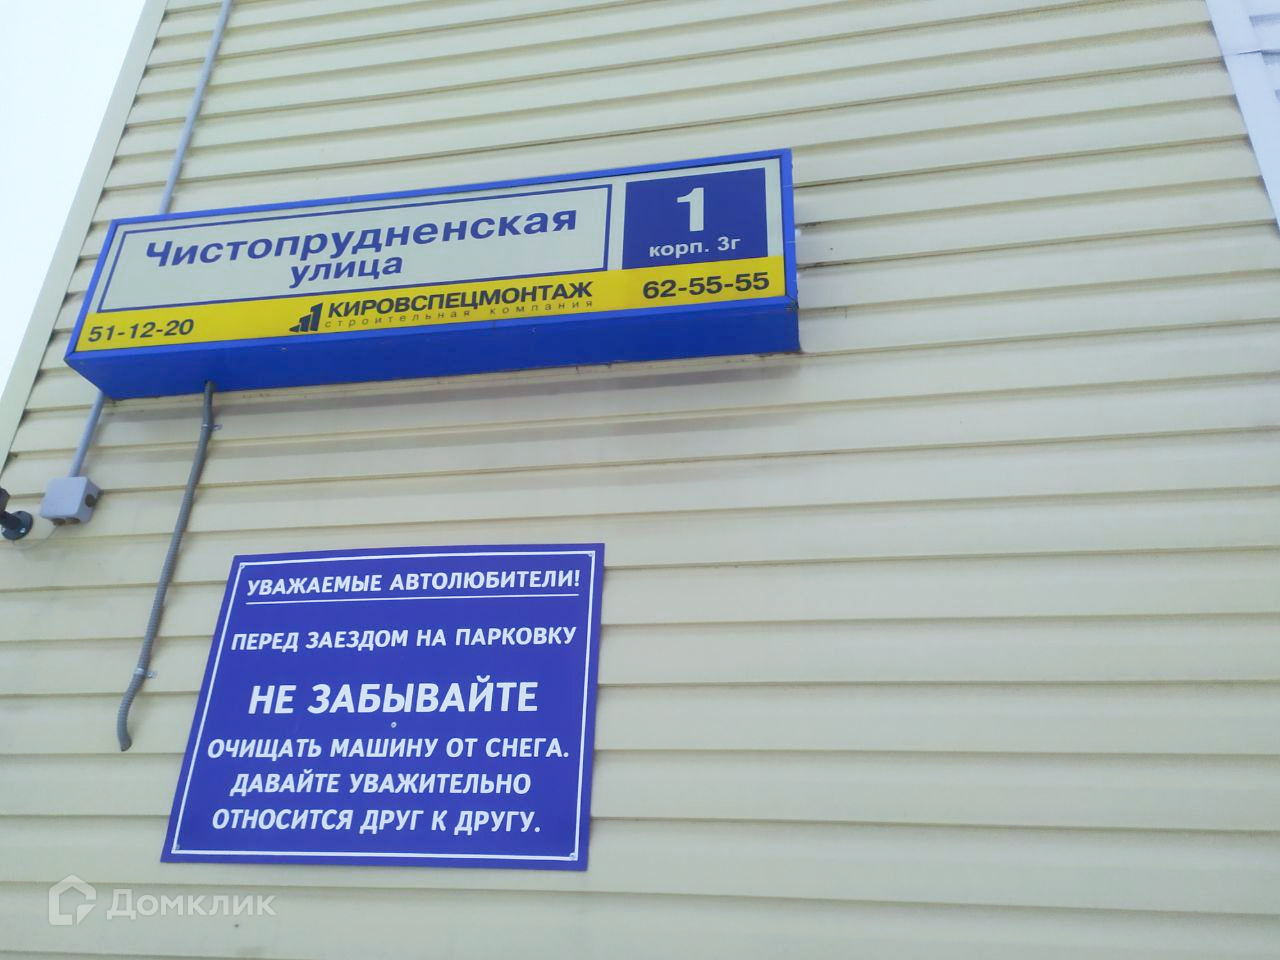 Чистопрудненская
улица
1
корп. 3г
51-12-20
КИРОВСПЕЦМОНТАЖ
строительная компания
62-55-55
УВАЖАЕМЫЕ АВТОЛЮБИТЕЛИ!
ПЕРЕД ЗАЕЗДОМ НА ПАРКОВКУ
НЕ ЗАБЫВАЙТЕ
ОЧИЩАТЬ МАШИНУ ОТ СНЕГА.
ДАВАЙТЕ УВАЖИТЕЛЬНО
ОТНОСИТСЯ ДРУГ К ДРУГУ.
Домклик